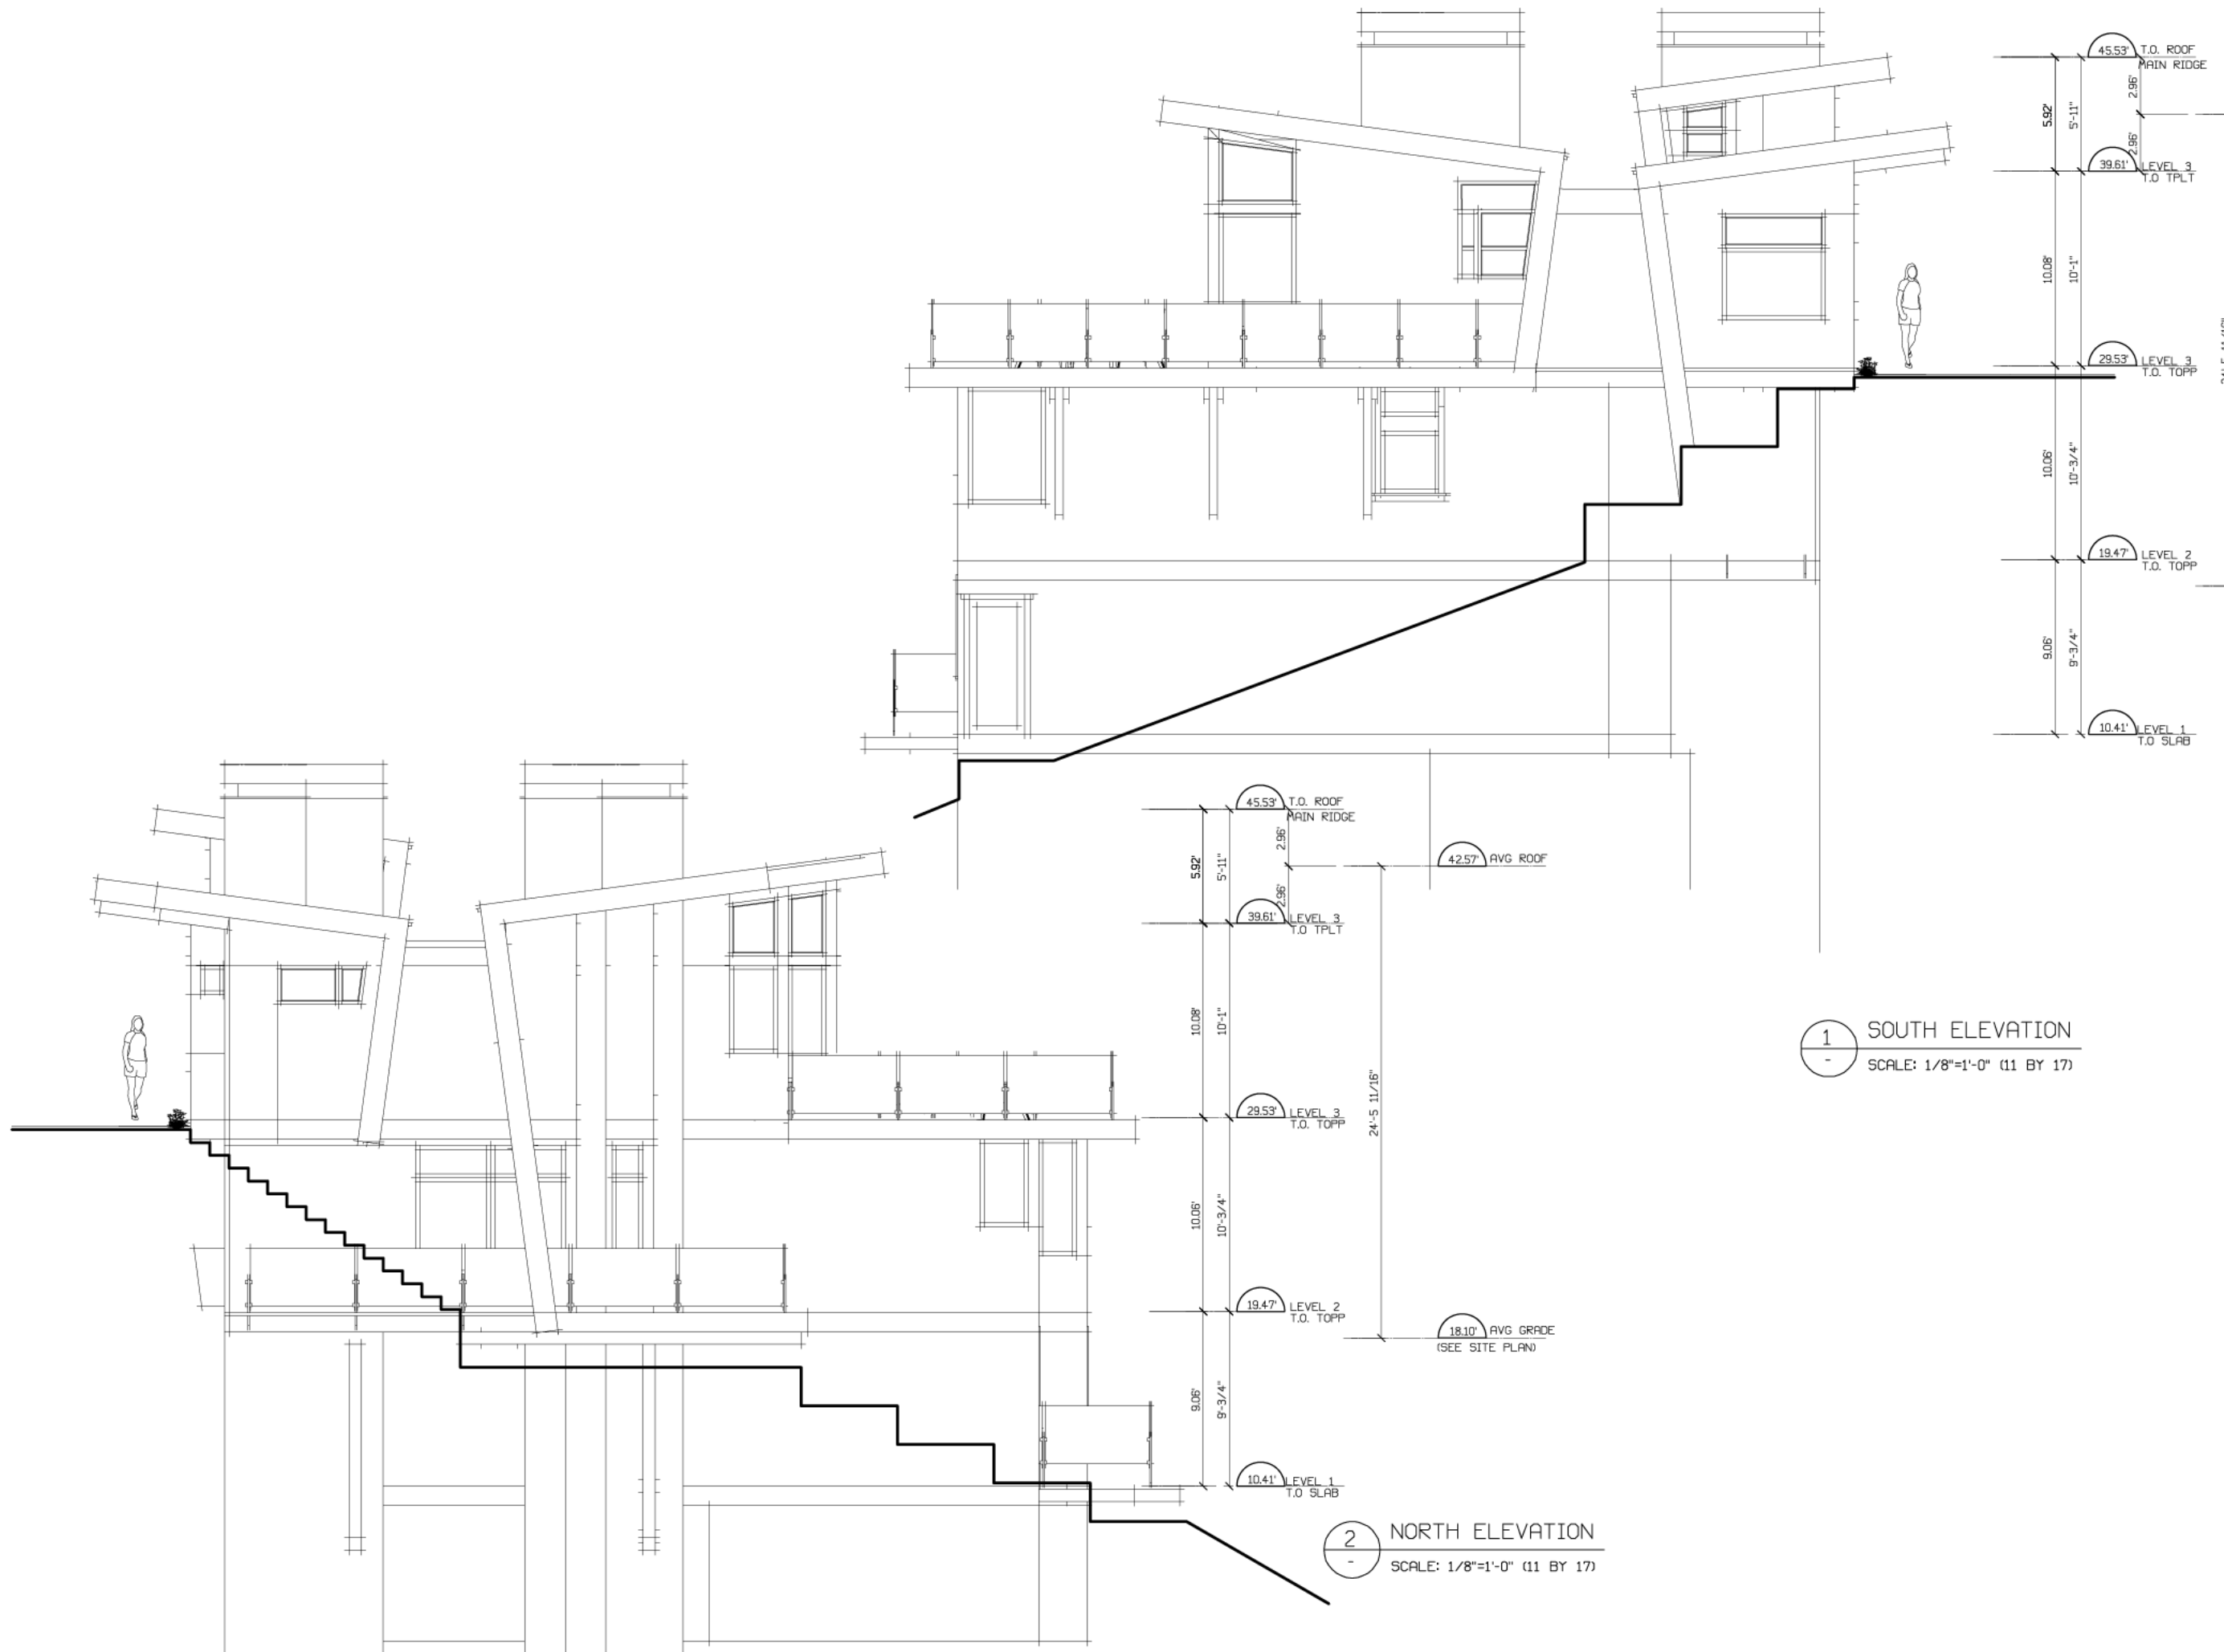 45.53' T.O. ROOF
MAIN RIDGE
2.96'
5.92'
5'-11"
2.96'
39.61' LEVEL 3
T.O TPLT
10.08'
10'-1"
29.53' LEVEL 3
T.O. TOPP
10.06'
10'-3/4"
19.47' LEVEL 2
T.O. TOPP
9.06'
9'-3/4"
10.41' LEVEL 1
T.O SLAB
1
-
SOUTH ELEVATION
SCALE: 1/8"=1'-0" (11 BY 17)
45.53' T.O. ROOF
MAIN RIDGE
2.96'
5.92'
5'-11"
42.57' AVG ROOF
2.96'
39.61' LEVEL 3
T.O TPLT
10.08'
10'-1"
24'-5 11/16"
29.53' LEVEL 3
T.O. TOPP
10.06'
10'-3/4"
19.47' LEVEL 2
T.O. TOPP
18.10' AVG GRADE
(SEE SITE PLAN)
9.06'
9'-3/4"
10.41' LEVEL 1
T.O SLAB
2
-
NORTH ELEVATION
SCALE: 1/8"=1'-0" (11 BY 17)